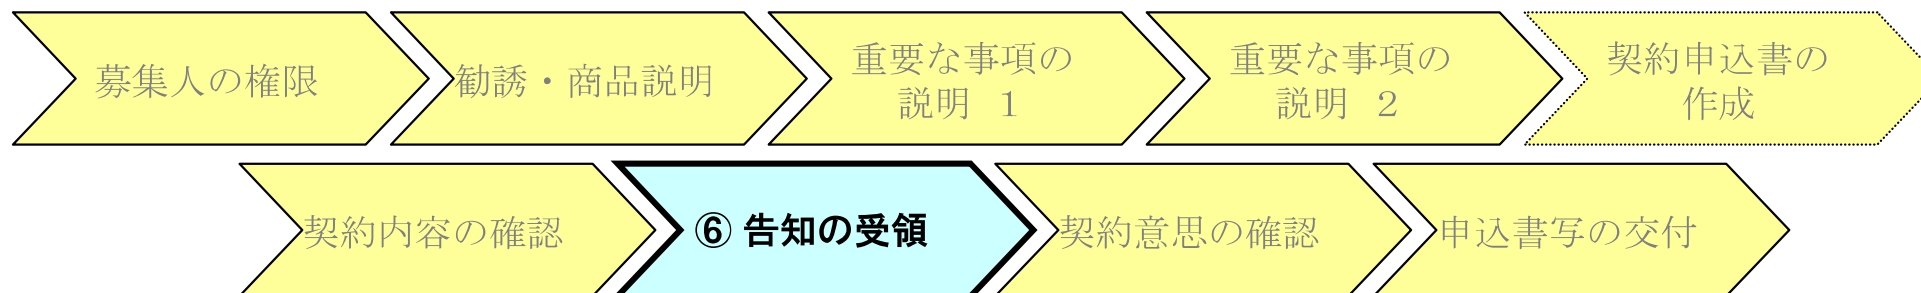 募集人の権限
勧誘・商品説明
重要な事項の
説明 1
重要な事項の
説明 2
契約申込書の
作成
契約内容の確認
⑥ 告知の受領
契約意思の確認
申込書写の交付